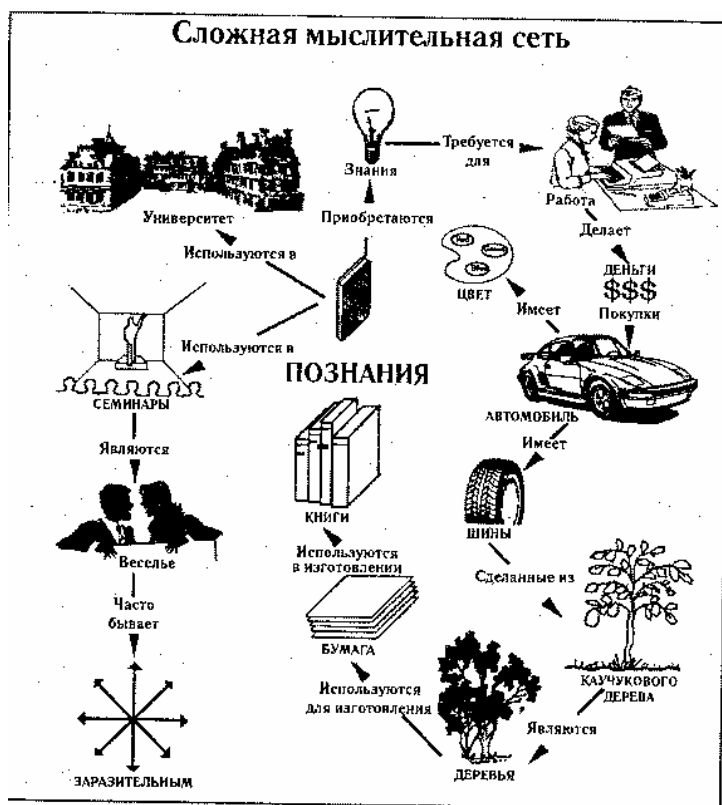 Сложная мыслительная сеть
Знания
Требуется
для
Работа
Университет
Приобретаются
Делает
Используются в
ЦВЕТ
ДЕНЬГИ
$$$
Покупки
Имеет
Используются в
ПОЗНАНИЯ
СЕМИНАРЫ
АВТОМОБИЛЬ
Имеет
Являются
КНИГИ
ШИНЫ
Веселье
Используются
в изготовлении
Сделанные из
Часто
бывает
БУМАГА
КАУЧУКОВОГО
ДЕРЕВА
Используются
для изготовления
Являются
ДЕРЕВЬЯ
ЗАРАЗИТЕЛЬНЫМ